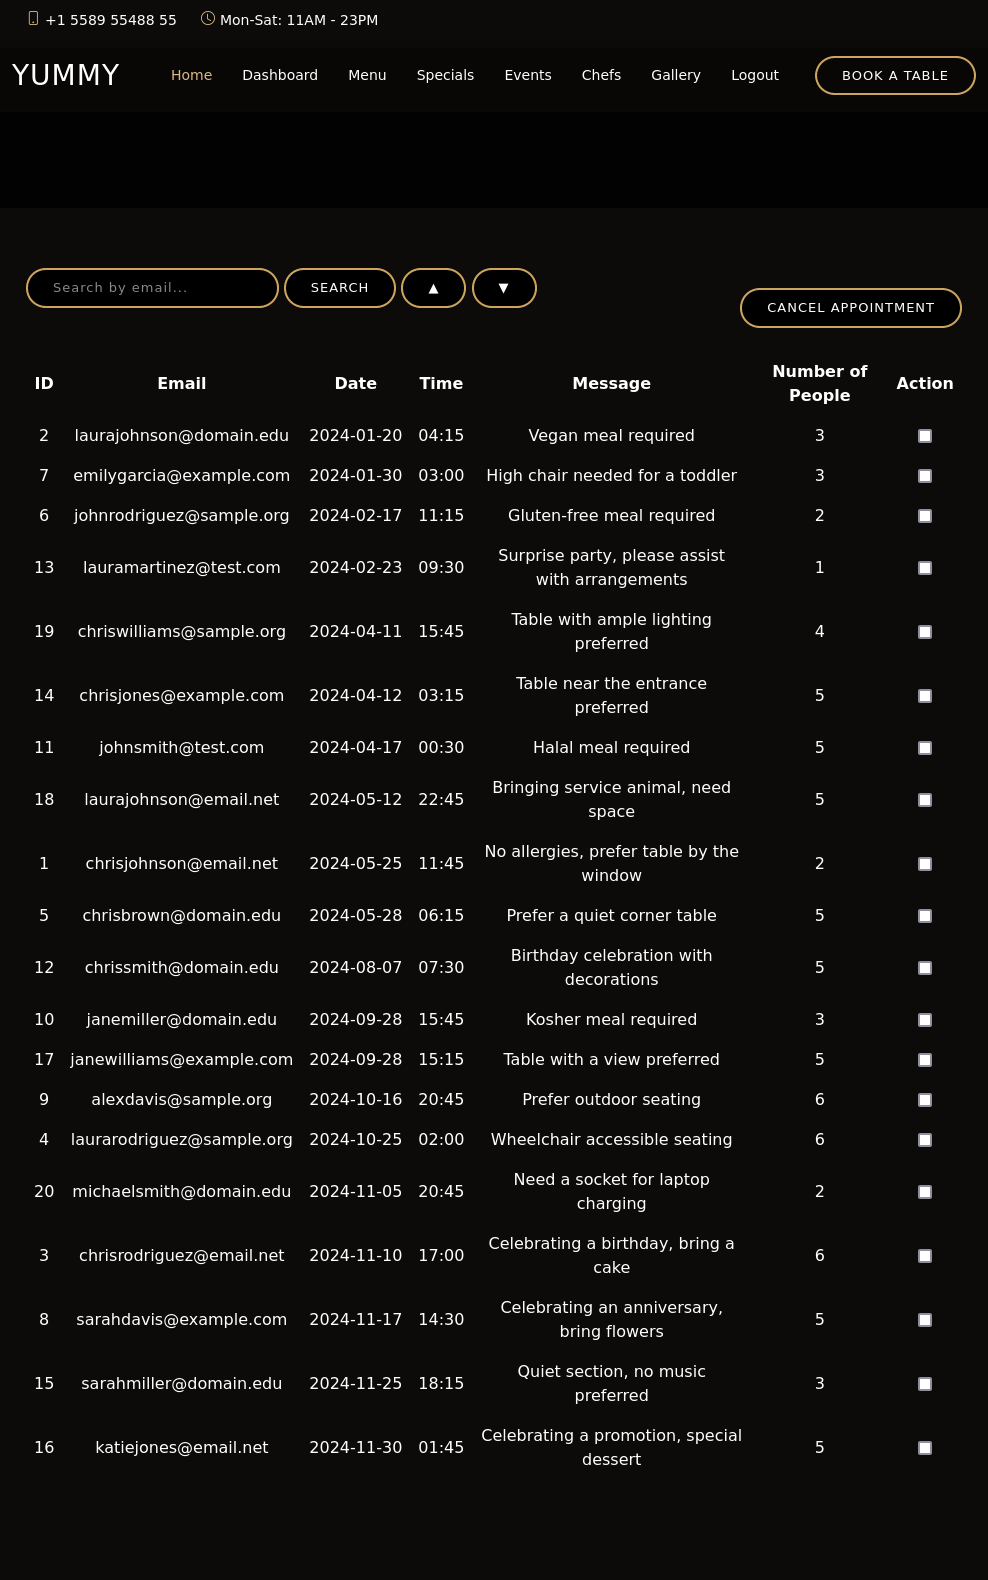 +1 5589 55488 55 Mon-Sat: 11AM - 23PM
YUMMY Home Dashboard Menu Specials Events Chefs Gallery Logout BOOK A TABLE
Search by email... SEARCH ▲ ▼
CANCEL APPOINTMENT
ID Email Date Time Message Number of People Action
2 laurajohnson@domain.edu 2024-01-20 04:15 Vegan meal required 3
7 emilygarcia@example.com 2024-01-30 03:00 High chair needed for a toddler 3
6 johnrodriguez@sample.org 2024-02-17 11:15 Gluten-free meal required 2
13 lauramartinez@test.com 2024-02-23 09:30 Surprise party, please assist with arrangements 1
19 chriswilliams@sample.org 2024-04-11 15:45 Table with ample lighting preferred 4
14 chrisjones@example.com 2024-04-12 03:15 Table near the entrance preferred 5
11 johnsmith@test.com 2024-04-17 00:30 Halal meal required 5
18 laurajohnson@email.net 2024-05-12 22:45 Bringing service animal, need space 5
1 chrisjohnson@email.net 2024-05-25 11:45 No allergies, prefer table by the window 2
5 chrisbrown@domain.edu 2024-05-28 06:15 Prefer a quiet corner table 5
12 chrissmith@domain.edu 2024-08-07 07:30 Birthday celebration with decorations 5
10 janemiller@domain.edu 2024-09-28 15:45 Kosher meal required 3
17 janewilliams@example.com 2024-09-28 15:15 Table with a view preferred 5
9 alexdavis@sample.org 2024-10-16 20:45 Prefer outdoor seating 6
4 laurarodriguez@sample.org 2024-10-25 02:00 Wheelchair accessible seating 6
20 michaelsmith@domain.edu 2024-11-05 20:45 Need a socket for laptop charging 2
3 chrisrodriguez@email.net 2024-11-10 17:00 Celebrating a birthday, bring a cake 6
8 sarahdavis@example.com 2024-11-17 14:30 Celebrating an anniversary, bring flowers 5
15 sarahmiller@domain.edu 2024-11-25 18:15 Quiet section, no music preferred 3
16 katiejones@email.net 2024-11-30 01:45 Celebrating a promotion, special dessert 5